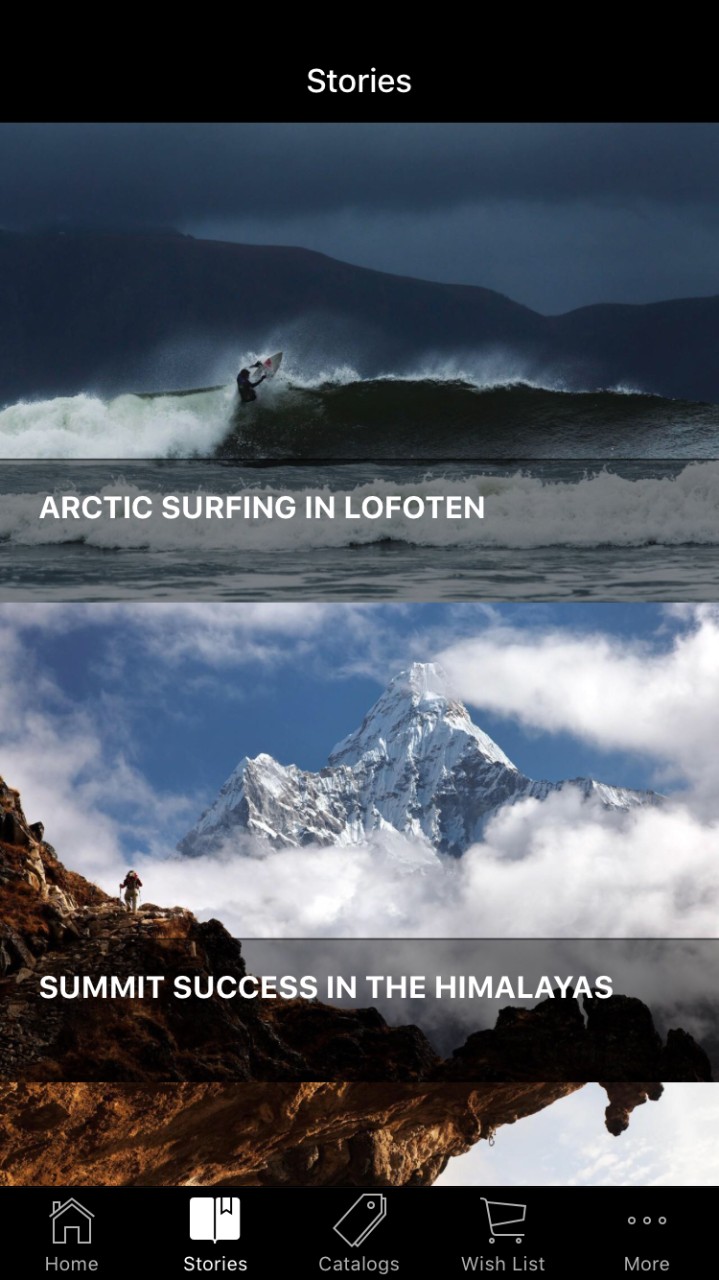 Stories
ARCTIC SURFING IN LOFOTEN
SUMMIT SUCCESS IN THE HIMALAYAS
Home
Stories
Catalogs
Wish List
More